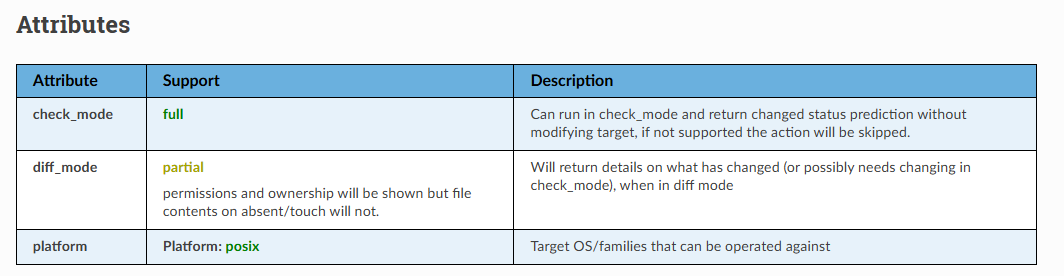 Attributes
Attribute Support Description
check_mode full Can run in check_mode and return changed status prediction without
modifying target, if not supported the action will be skipped.
diff_mode partial Will return details on what has changed (or possibly needs changing in
check_mode), when in diff mode
permissions and ownership will be shown but file
contents on absent/touch will not.
platform Platform: posix Target OS/families that can be operated against